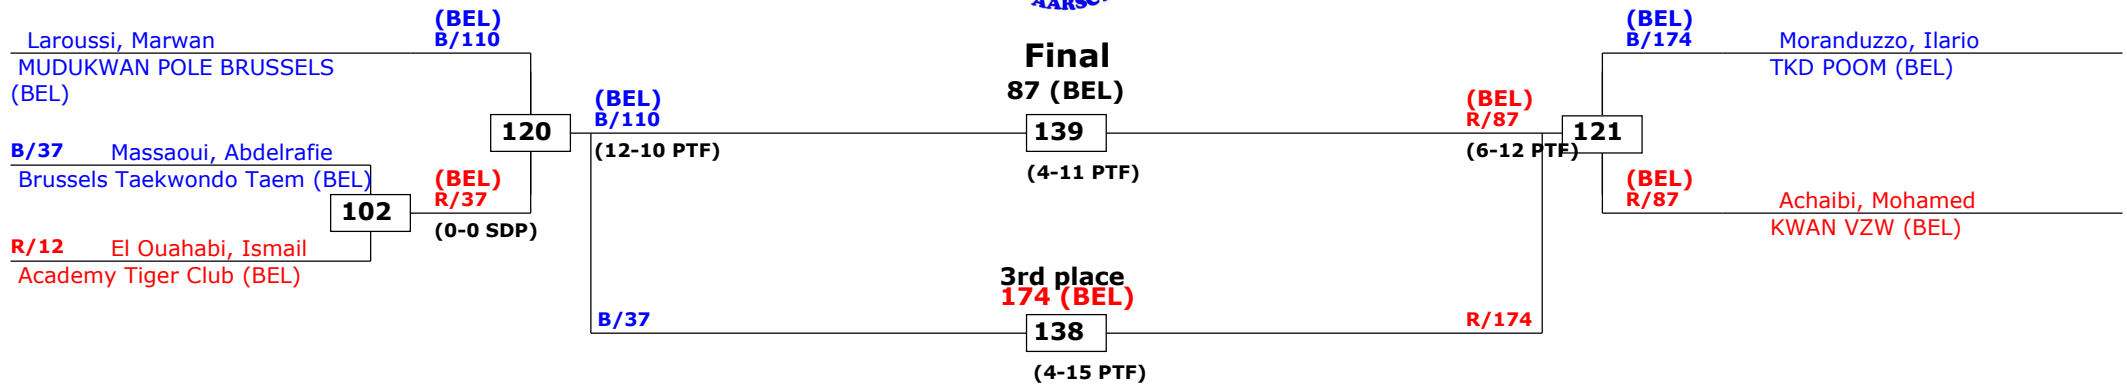 AARSC
(BEL)
B/110
Laroussi, Marwan
MUDUKWAN POLE BRUSSELS
(BEL)
B/37 Massaoui, Abdelrafie
Brussels Taekwondo Taem (BEL)
102
R/12 El Ouahabi, Ismail
Academy Tiger Club (BEL)
(BEL)
R/37
(0-0 SDP)
120
(BEL)
B/110
(12-10 PTF)
B/37
Final
87 (BEL)
139
(4-11 PTF)
3rd place
174 (BEL)
138
(4-15 PTF)
(BEL)
R/87
(6-12 PTF)
R/174
121
(BEL)
B/174
Moranduzzo, Ilario
TKD POOM (BEL)
(BEL)
R/87
Achaibi, Mohamed
KWAN VZW (BEL)